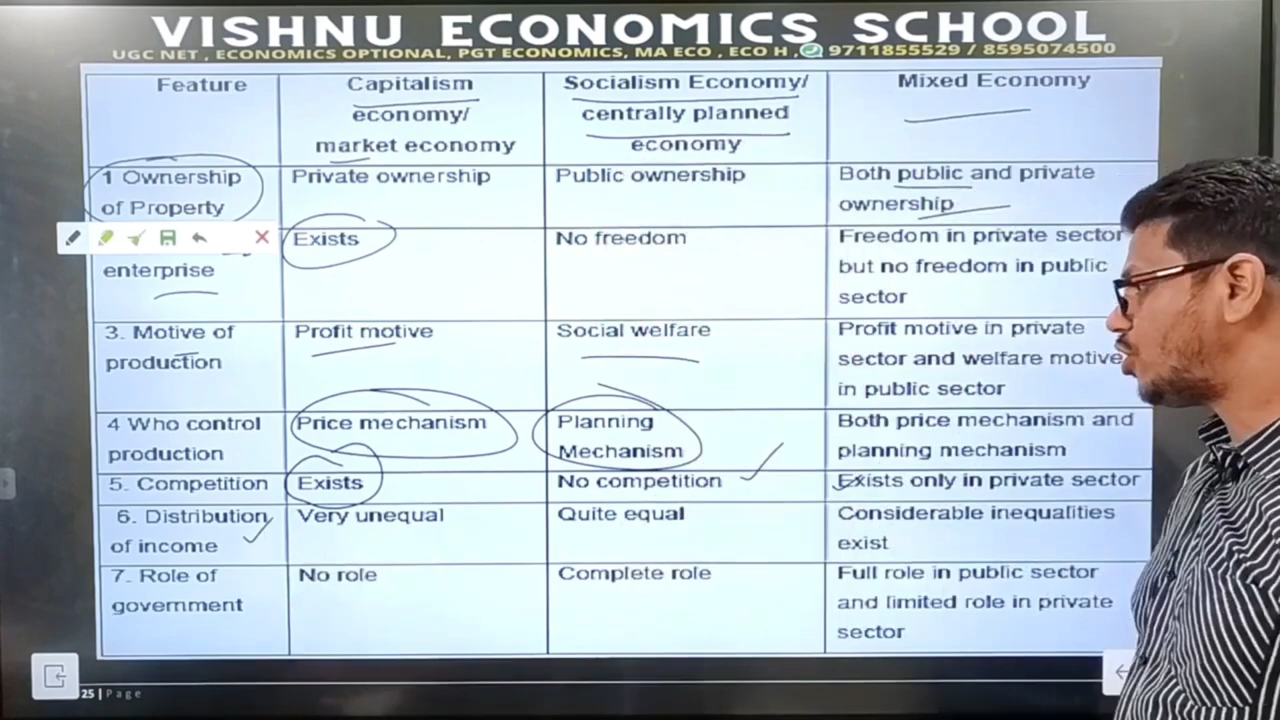 VISHNU ECONOMICS SCHOOL
UGC NET , ECONOMICS OPTIONAL, PGT ECONOMICS, MA ECO , ECO H , 9711855529 / 8595074500
Feature
Capitalism
economy/
market economy
Socialism Economy/
centrally planned
economy
Mixed Economy
1 Ownership
of Property
Private ownership
Public ownership
Both public and private
ownership
enterprise
Exists
No freedom
Freedom in private sector
but no freedom in public
sector
3. Motive of
production
Profit motive
Social welfare
Profit motive in private
sector and welfare motive
in public sector
4 Who control
production
Price mechanism
Planning
Mechanism
Both price mechanism and
planning mechanism
5. Competition
Exists
No competition
Exists only in private sector
6. Distribution
of income
Very unequal
Quite equal
Considerable inequalities
exist
7. Role of
government
No role
Complete role
Full role in public sector
and limited role in private
sector
25 | Page